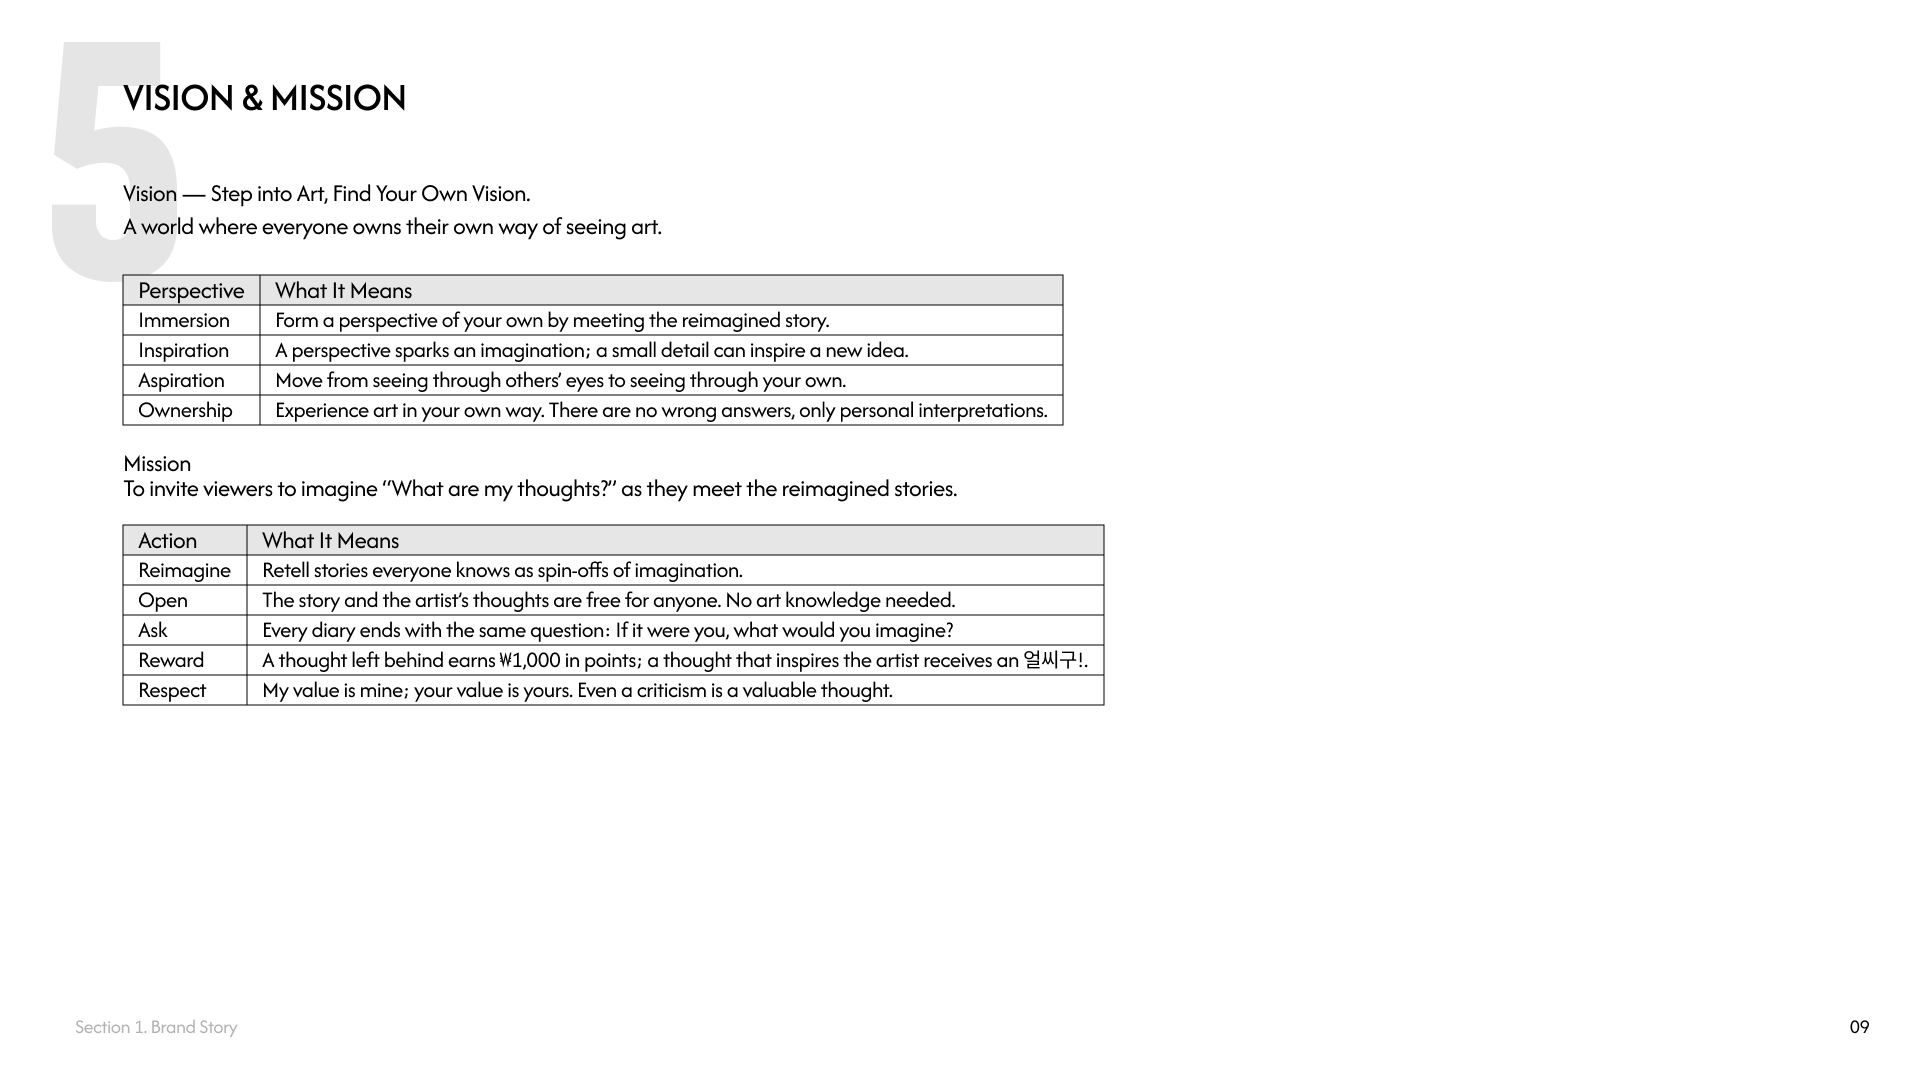 5
VISION & MISSION
Vision — Step into Art, Find Your Own Vision.
A world where everyone owns their own way of seeing art.
Perspective What It Means
Immersion Form a perspective of your own by meeting the reimagined story.
Inspiration A perspective sparks an imagination; a small detail can inspire a new idea.
Aspiration Move from seeing through others’ eyes to seeing through your own.
Ownership Experience art in your own way. There are no wrong answers, only personal interpretations.
Mission
To invite viewers to imagine “What are my thoughts?” as they meet the reimagined stories.
Action What It Means
Reimagine Retell stories everyone knows as spin-offs of imagination.
Open The story and the artist’s thoughts are free for anyone. No art knowledge needed.
Ask Every diary ends with the same question: If it were you, what would you imagine?
Reward A thought left behind earns ₩1,000 in points; a thought that inspires the artist receives an 얼씨구!.
Respect My value is mine; your value is yours. Even a criticism is a valuable thought.
Section 1. Brand Story
09